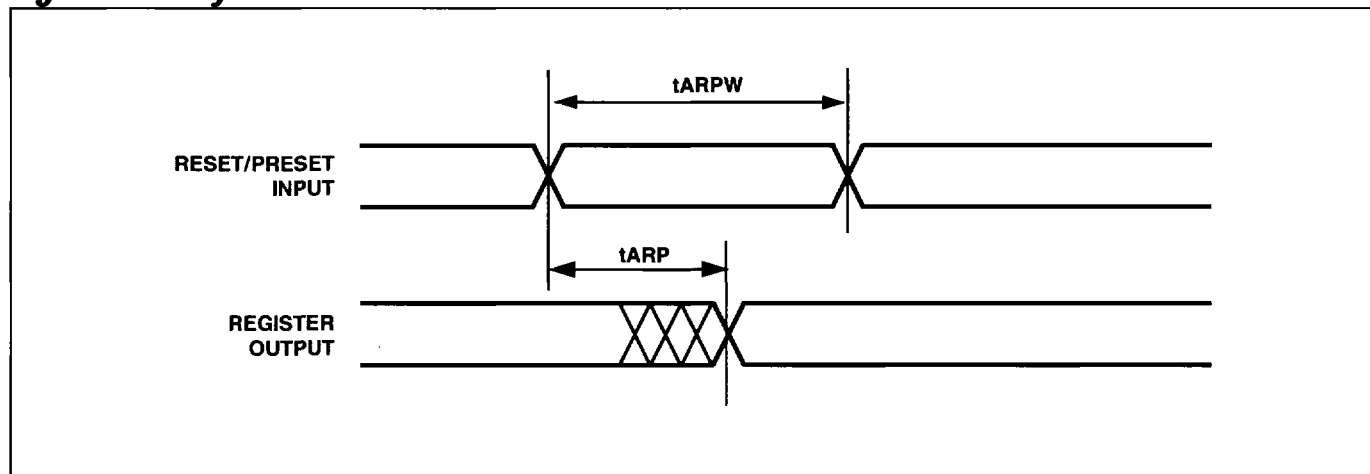 tARPW
RESET/PRESET
INPUT
tARP
REGISTER
OUTPUT